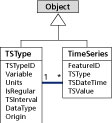 Object
TSType
TSTypeID
Variable
Units
IsRegular
TSInterval
DataType
Origin
1
*
TimeSeries
FeatureID
TSType
TSDateTime
TSValue